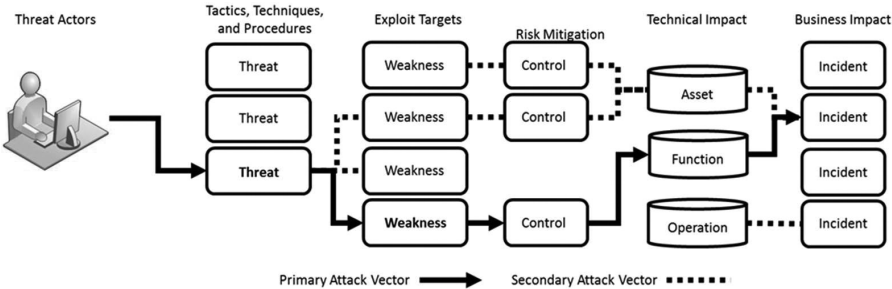 Threat Actors
Tactics, Techniques,
and Procedures
Exploit Targets
Risk Mitigation
Technical Impact
Business Impact
Threat
Weakness
Control
Asset
Incident
Threat
Weakness
Control
Incident
Threat
Weakness
Function
Incident
Weakness
Control
Operation
Incident
Primary Attack Vector
Secondary Attack Vector